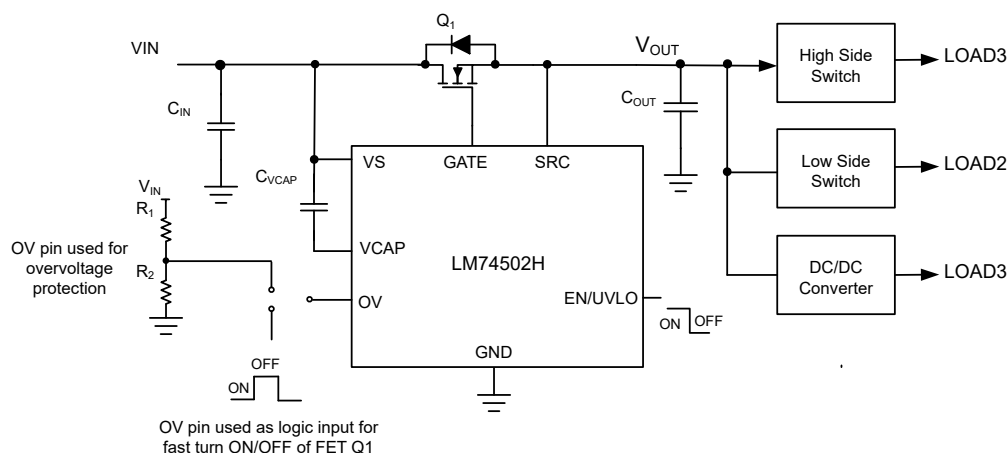 Q1
VIN
VOUT
High Side
Switch
LOAD3
CIN
COUT
VS
GATE
SRC
Low Side
Switch
LOAD2
CVCAP
VIN
R1
VCAP
LM74502H
OV pin used for
overvoltage
protection
R2
DC/DC
Converter
LOAD3
OV
EN/UVLO
ON
OFF
GND
OFF
ON
OV pin used as logic input for
fast turn ON/OFF of FET Q1